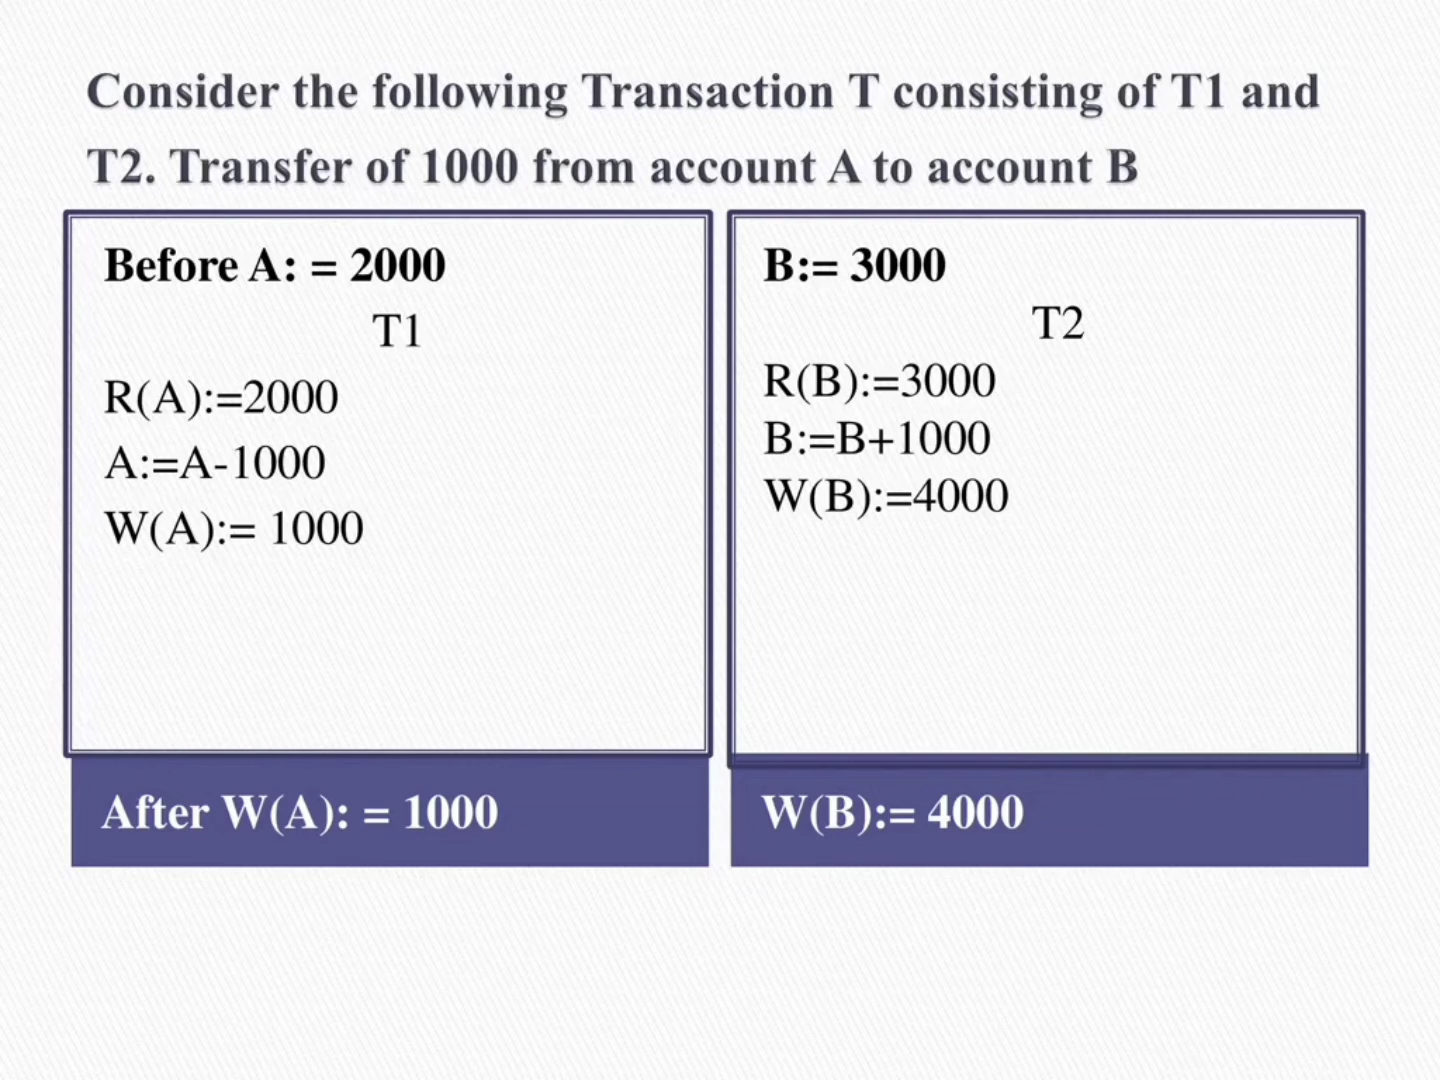 Consider the following Transaction T consisting of T1 and
T2. Transfer of 1000 from account A to account B
Before A: = 2000
T1
R(A):=2000
A:=A-1000
W(A):= 1000
After W(A): = 1000
B:= 3000
T2
R(B):=3000
B:=B+1000
W(B):=4000
W(B):= 4000